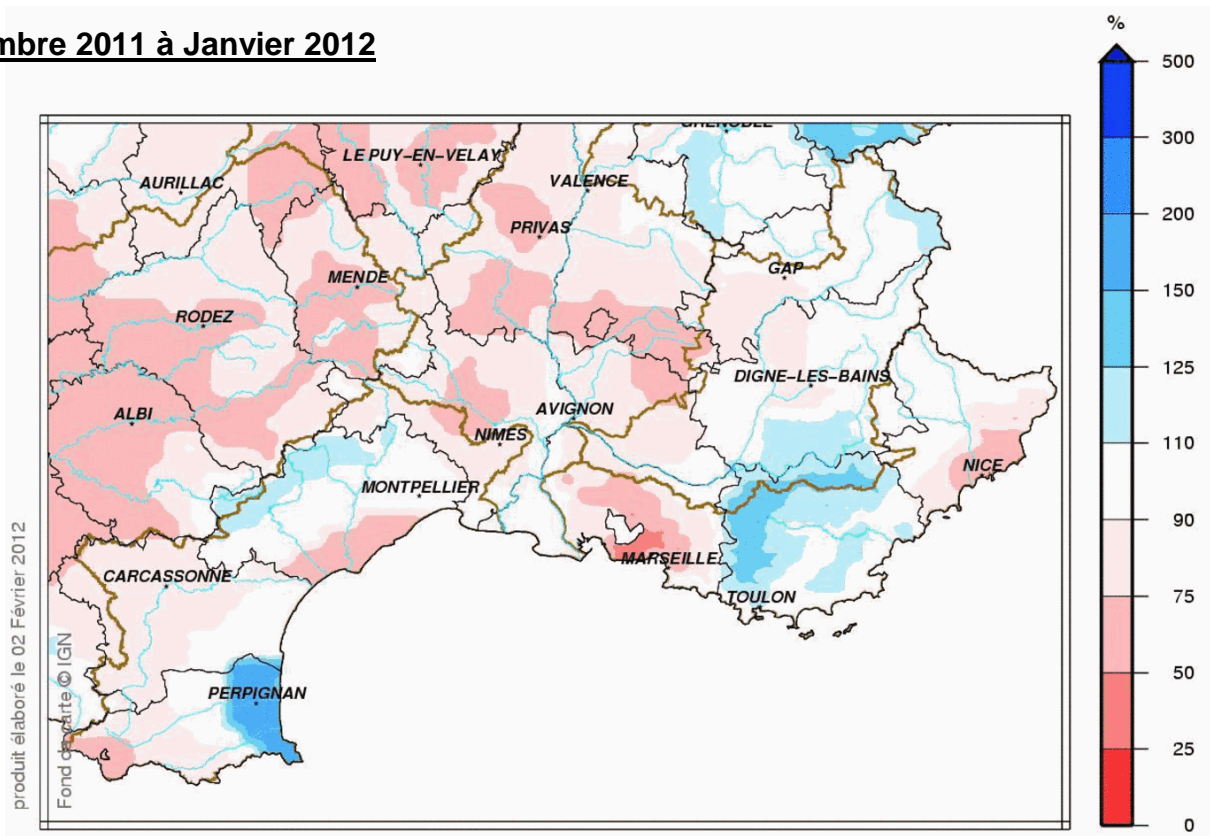 mbre 2011 à Janvier 2012
%
500
300
200
150
125
110
90
75
50
25
0
GRENOBLE
LE PUY-EN-VELAY
AURILLAC
VALENCE
PRIVAS
GAP
MENDE
RODEZ
DIGNE-LES-BAINS
ALBI
AVIGNON
NIMES
NICE
MONTPELLIER
MARSEILLE
CARCASSONNE
TOULON
PERPIGNAN
produit élaboré le 02 Février 2012
Fond de carte © IGN